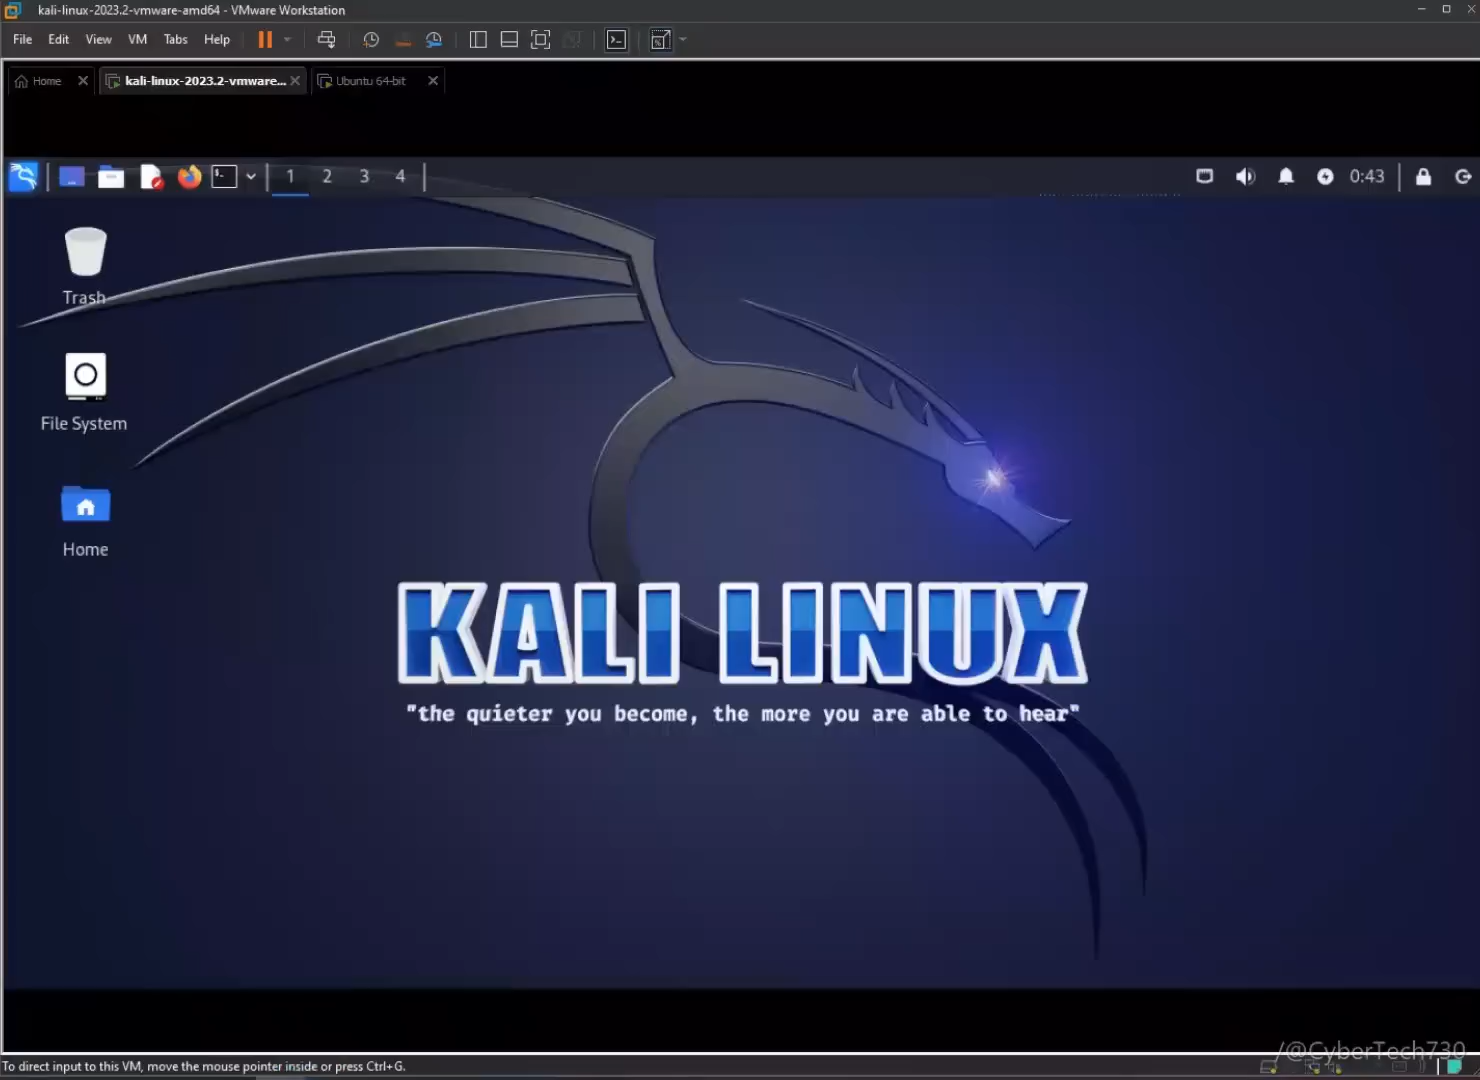 kali-linux-2023.2-vmware-amd64 - VMware Workstation
File Edit View VM Tabs Help
Home kali-linux-2023.2-vmware... Ubuntu 64-bit
1 2 3 4 0:43
Trash
File System
Home
KALI LINUX
"the quieter you become, the more you are able to hear"
/@CyberTech730
To direct input to this VM, move the mouse pointer inside or press Ctrl+G.